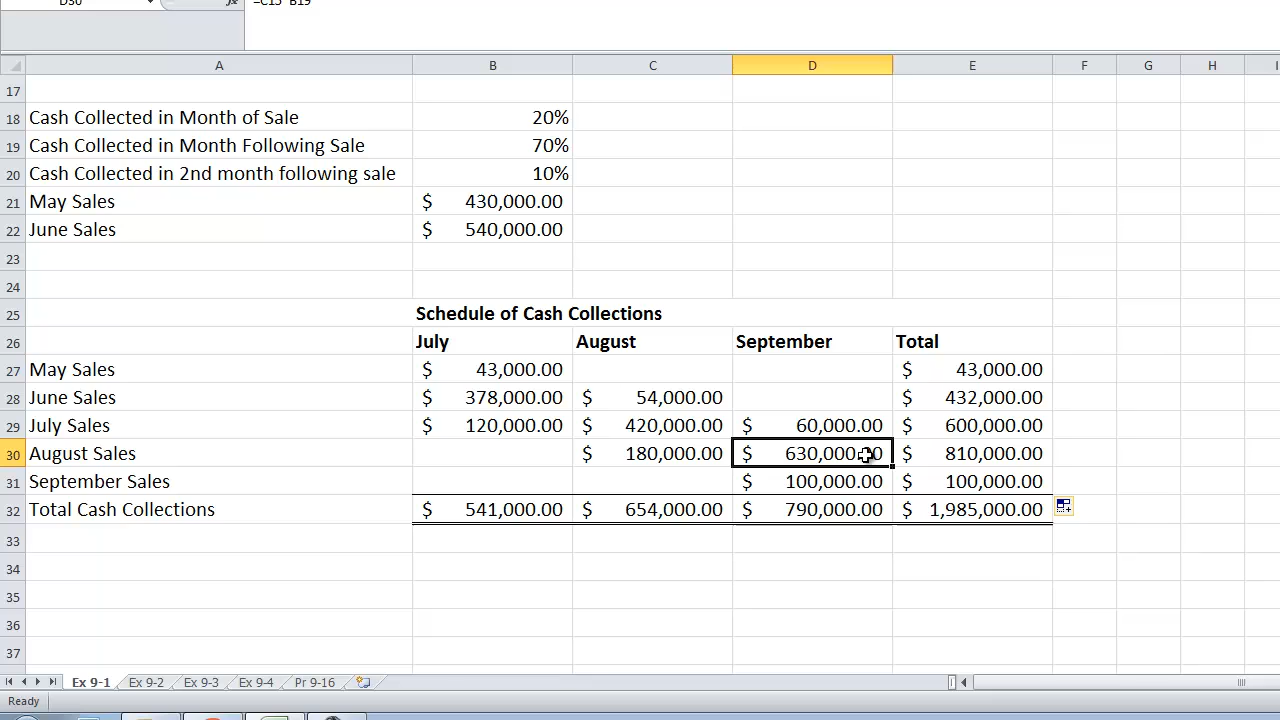 D30 fx =C15*B19
A B C D E F G H I
17
18 Cash Collected in Month of Sale 20%
19 Cash Collected in Month Following Sale 70%
20 Cash Collected in 2nd month following sale 10%
21 May Sales $ 430,000.00
22 June Sales $ 540,000.00
23
24
25 Schedule of Cash Collections
26 July August September Total
27 May Sales $ 43,000.00 $ 43,000.00
28 June Sales $ 378,000.00 $ 54,000.00 $ 432,000.00
29 July Sales $ 120,000.00 $ 420,000.00 $ 60,000.00 $ 600,000.00
30 August Sales $ 180,000.00 $ 630,000.00 $ 810,000.00
31 September Sales $ 100,000.00 $ 100,000.00
32 Total Cash Collections $ 541,000.00 $ 654,000.00 $ 790,000.00 $ 1,985,000.00
33
34
35
36
37
Ex 9-1 Ex 9-2 Ex 9-3 Ex 9-4 Pr 9-16
Ready